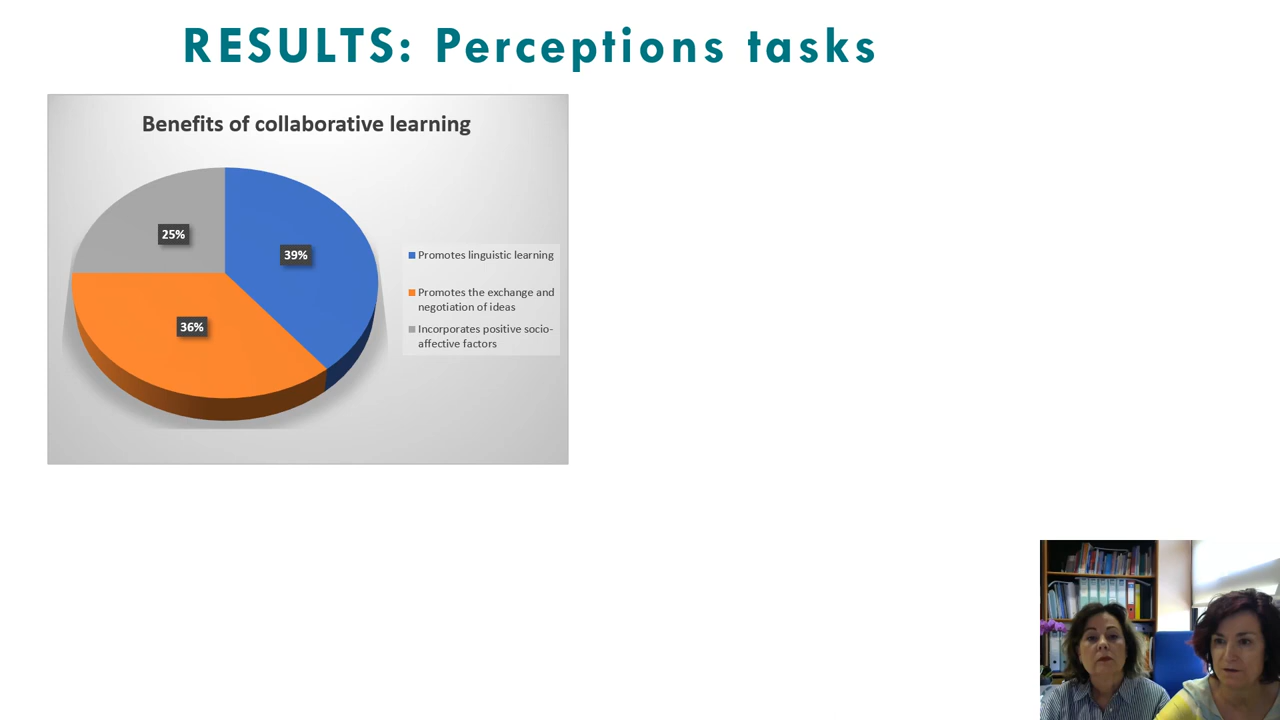 RESULTS: Perceptions tasks
Benefits of collaborative learning
25%
39%
36%
Promotes linguistic learning
Promotes the exchange and
negotiation of ideas
Incorporates positive socio-
affective factors